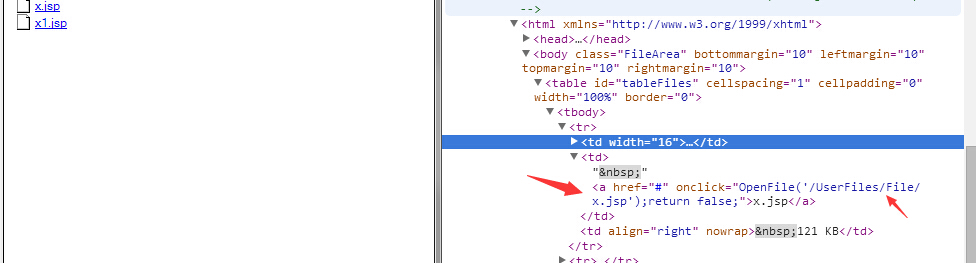 x.jsp
x1.jsp
-->
▼<html xmlns="http://www.w3.org/1999/xhtml">
▶<head>…</head>
▼<body class="FileArea" bottommargin="10" leftmargin="10"
topmargin="10" rightmargin="10">
▼<table id="tableFiles" cellspacing="1" cellpadding="0"
width="100%" border="0">
▼<tbody>
▼<tr>
▶<td width="16">…</td>
▼<td>
"&nbsp;"
<a href="#" onclick="OpenFile('/UserFiles/File/
x.jsp');return false;">x.jsp</a>
</td>
<td align="right" nowrap>&nbsp;121 KB</td>
</tr>
▶<tr>…</tr>